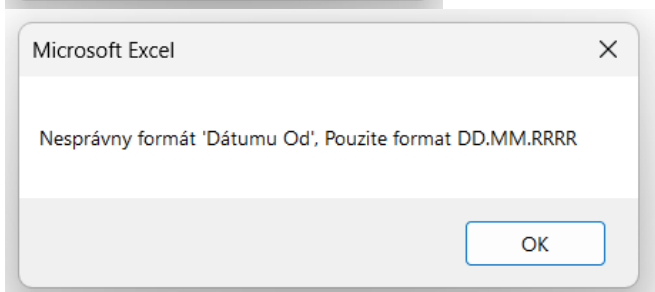 Microsoft Excel
Nesprávny formát 'Dátumu Od', Pouzite format DD.MM.RRRR
OK